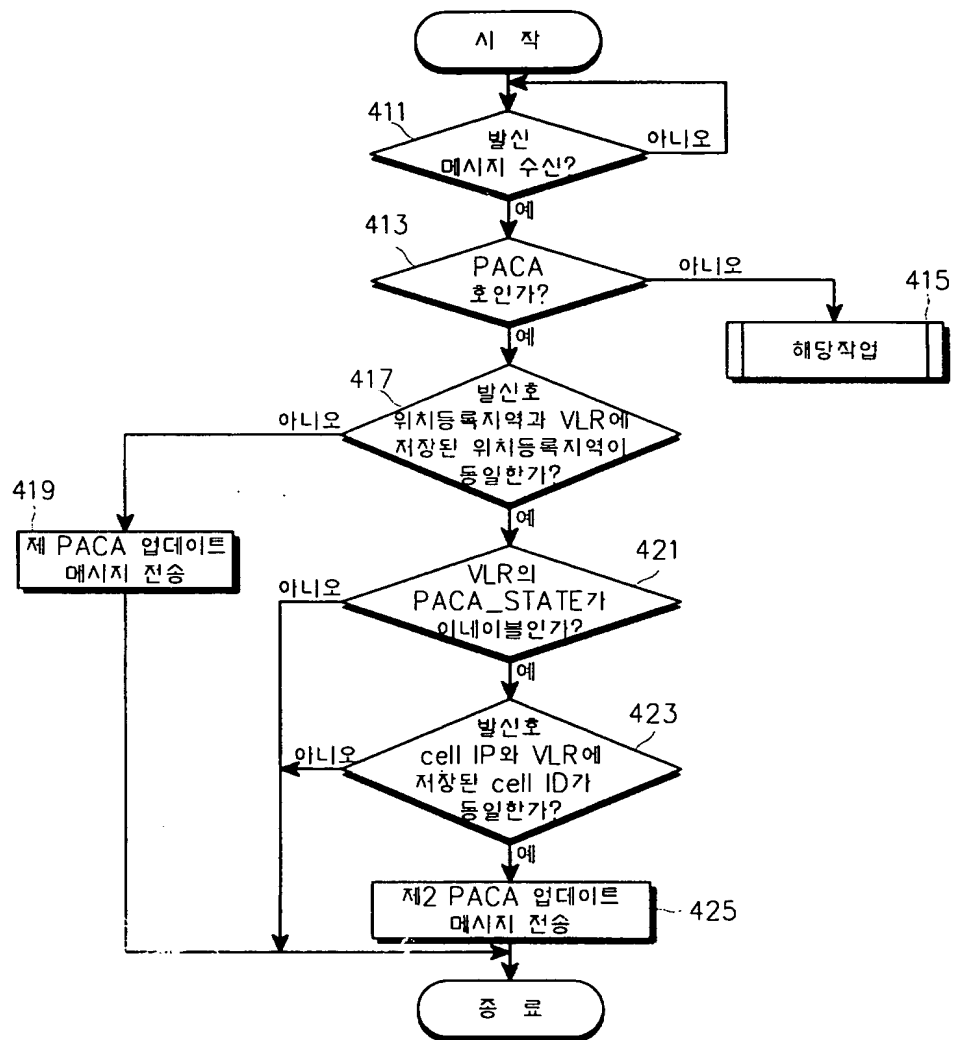 시 작
411
발신
메시지 수신?
아니오
예
413
PACA
호인가?
아니오
415
해당작업
예
417
발신호
위치등록지역과 VLR에
저장된 위치등록지역이
동일한가?
아니오
419
제 PACA 업데이트
메시지 전송
예
421
VLR의
PACA_STATE가
이네이블인가?
아니오
예
423
발신호
cell IP와 VLR에
저장된 cell ID가
동일한가?
아니오
예
제2 PACA 업데이트
메시지 전송
425
종 료